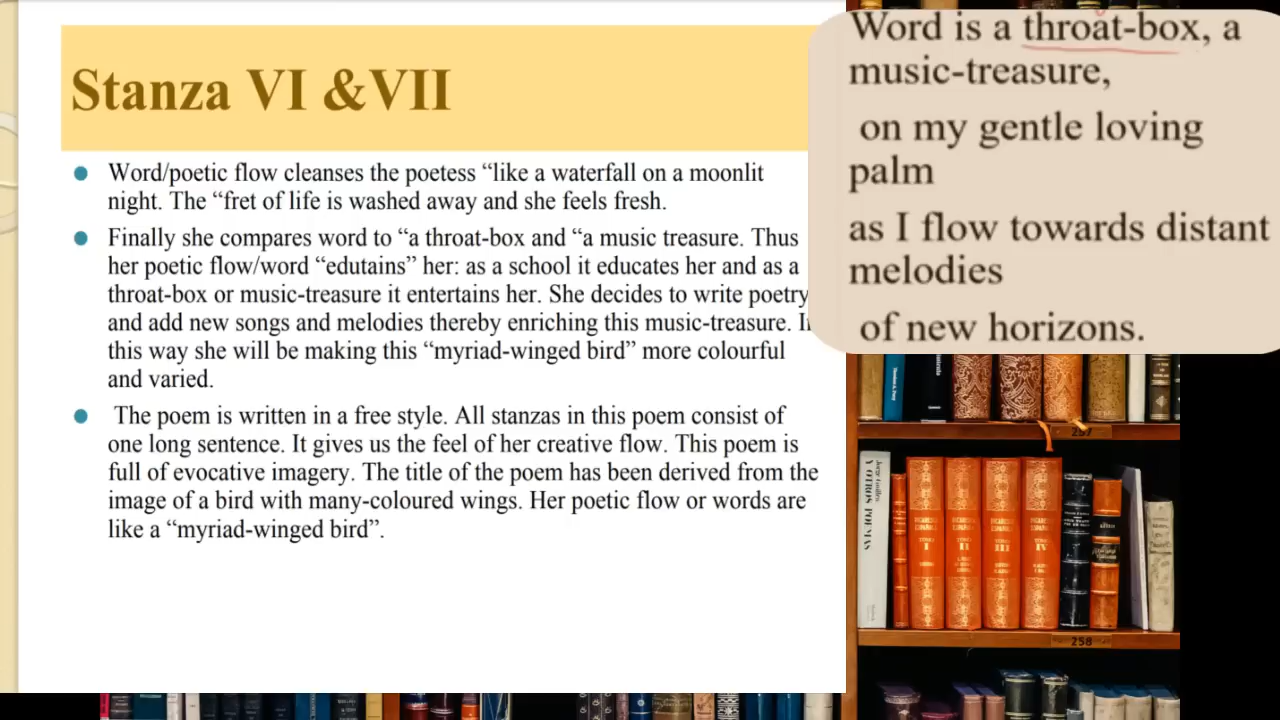 Stanza VI &VII
Word/poetic flow cleanses the poetess “like a waterfall on a moonlit
night. The “fret of life is washed away and she feels fresh.
Finally she compares word to “a throat-box and “a music treasure. Thus
her poetic flow/word “edutains” her: as a school it educates her and as a
throat-box or music-treasure it entertains her. She decides to write poetry
and add new songs and melodies thereby enriching this music-treasure.
this way she will be making this “myriad-winged bird” more colourful
and varied.
The poem is written in a free style. All stanzas in this poem consist of
one long sentence. It gives us the feel of her creative flow. This poem is
full of evocative imagery. The title of the poem has been derived from the
image of a bird with many-coloured wings. Her poetic flow or words are
like a “myriad-winged bird”.
Word is a throat-box, a
music-treasure,
on my gentle loving
palm
as I flow towards distant
melodies
of new horizons.
257
A OTROS POEMAS
I
II
III
IV
258